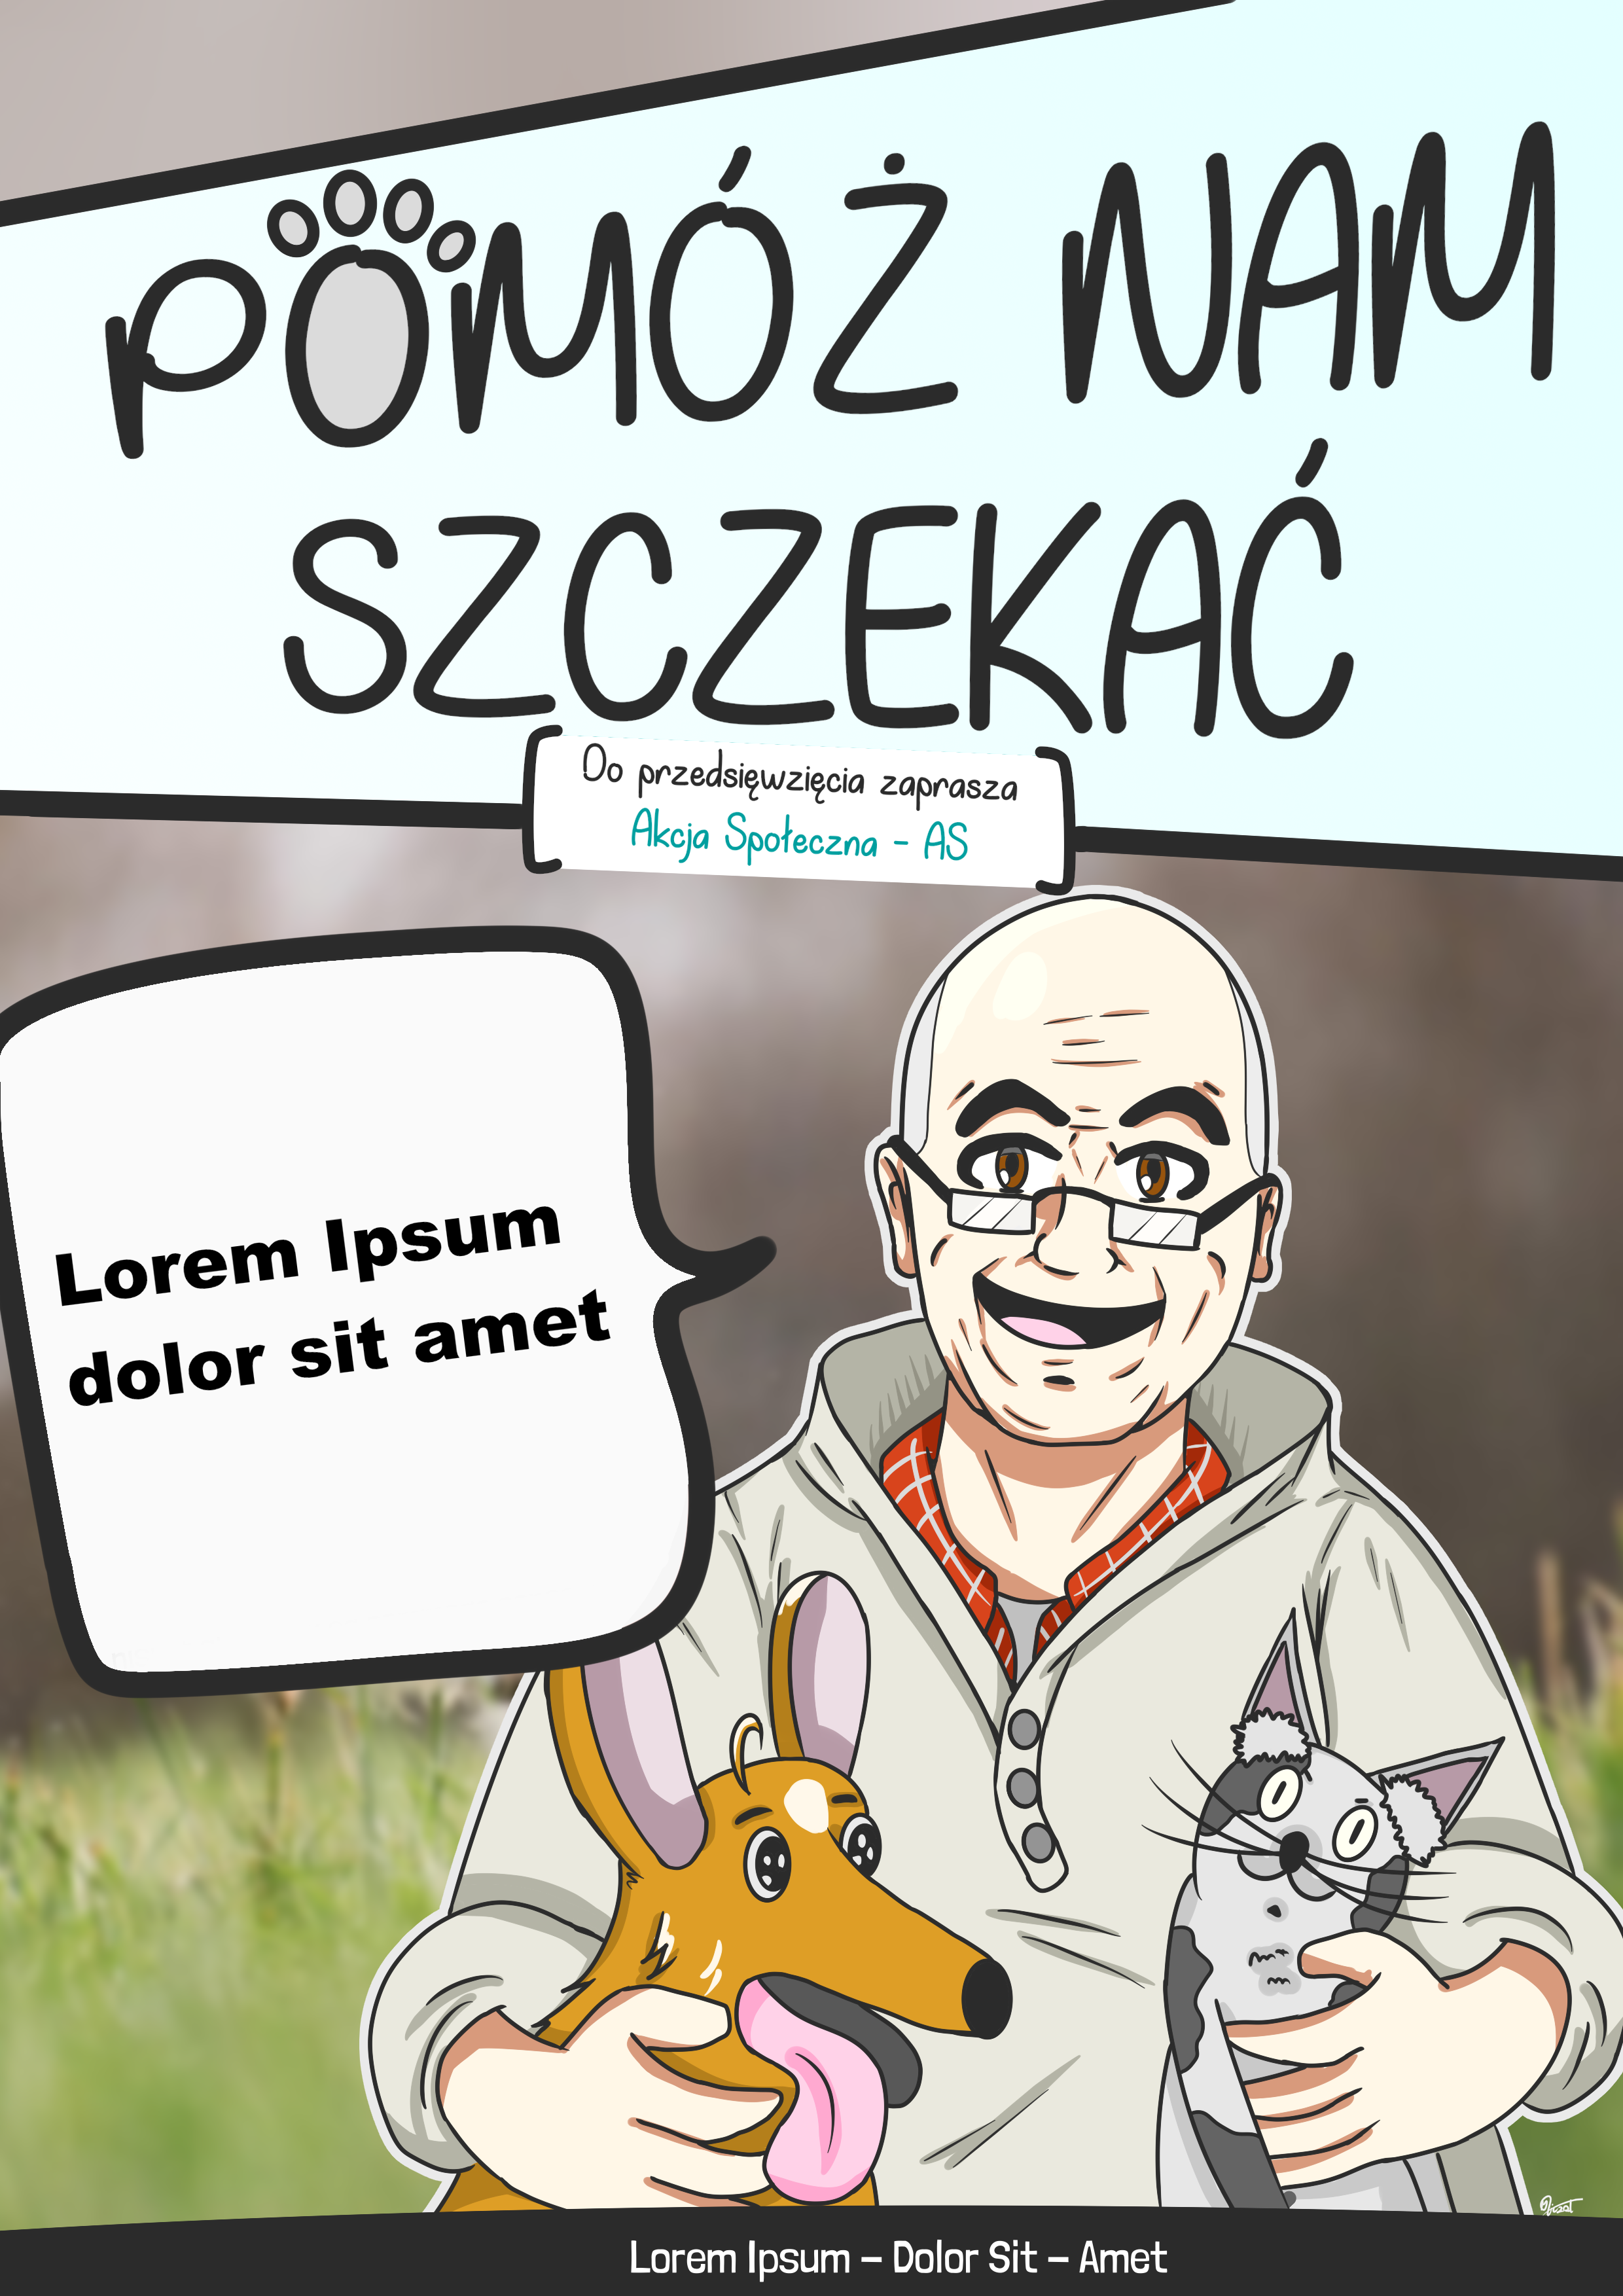 POMÓŻ NAM
SZCZEKAĆ
Do przedsięwzięcia zaprasza
Akcja Społeczna - AS
Lorem Ipsum
dolor sit amet
Lorem Ipsum – Dolor Sit – Amet